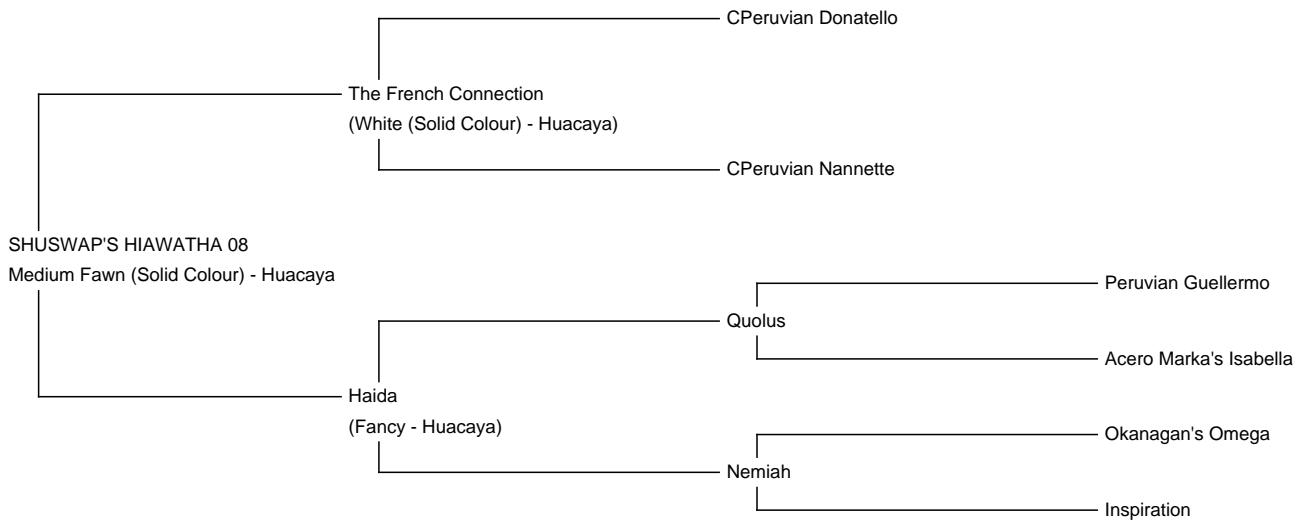 CPeruvian Donatello
The French Connection
(White (Solid Colour) - Huacaya)
CPeruvian Nannette
SHUSWAP'S HIAWATHA 08
Medium Fawn (Solid Colour) - Huacaya
Peruvian Guellermo
Quolus
Acero Marka's Isabella
Haida
(Fancy - Huacaya)
Okanagan's Omega
Nemiah
Inspiration